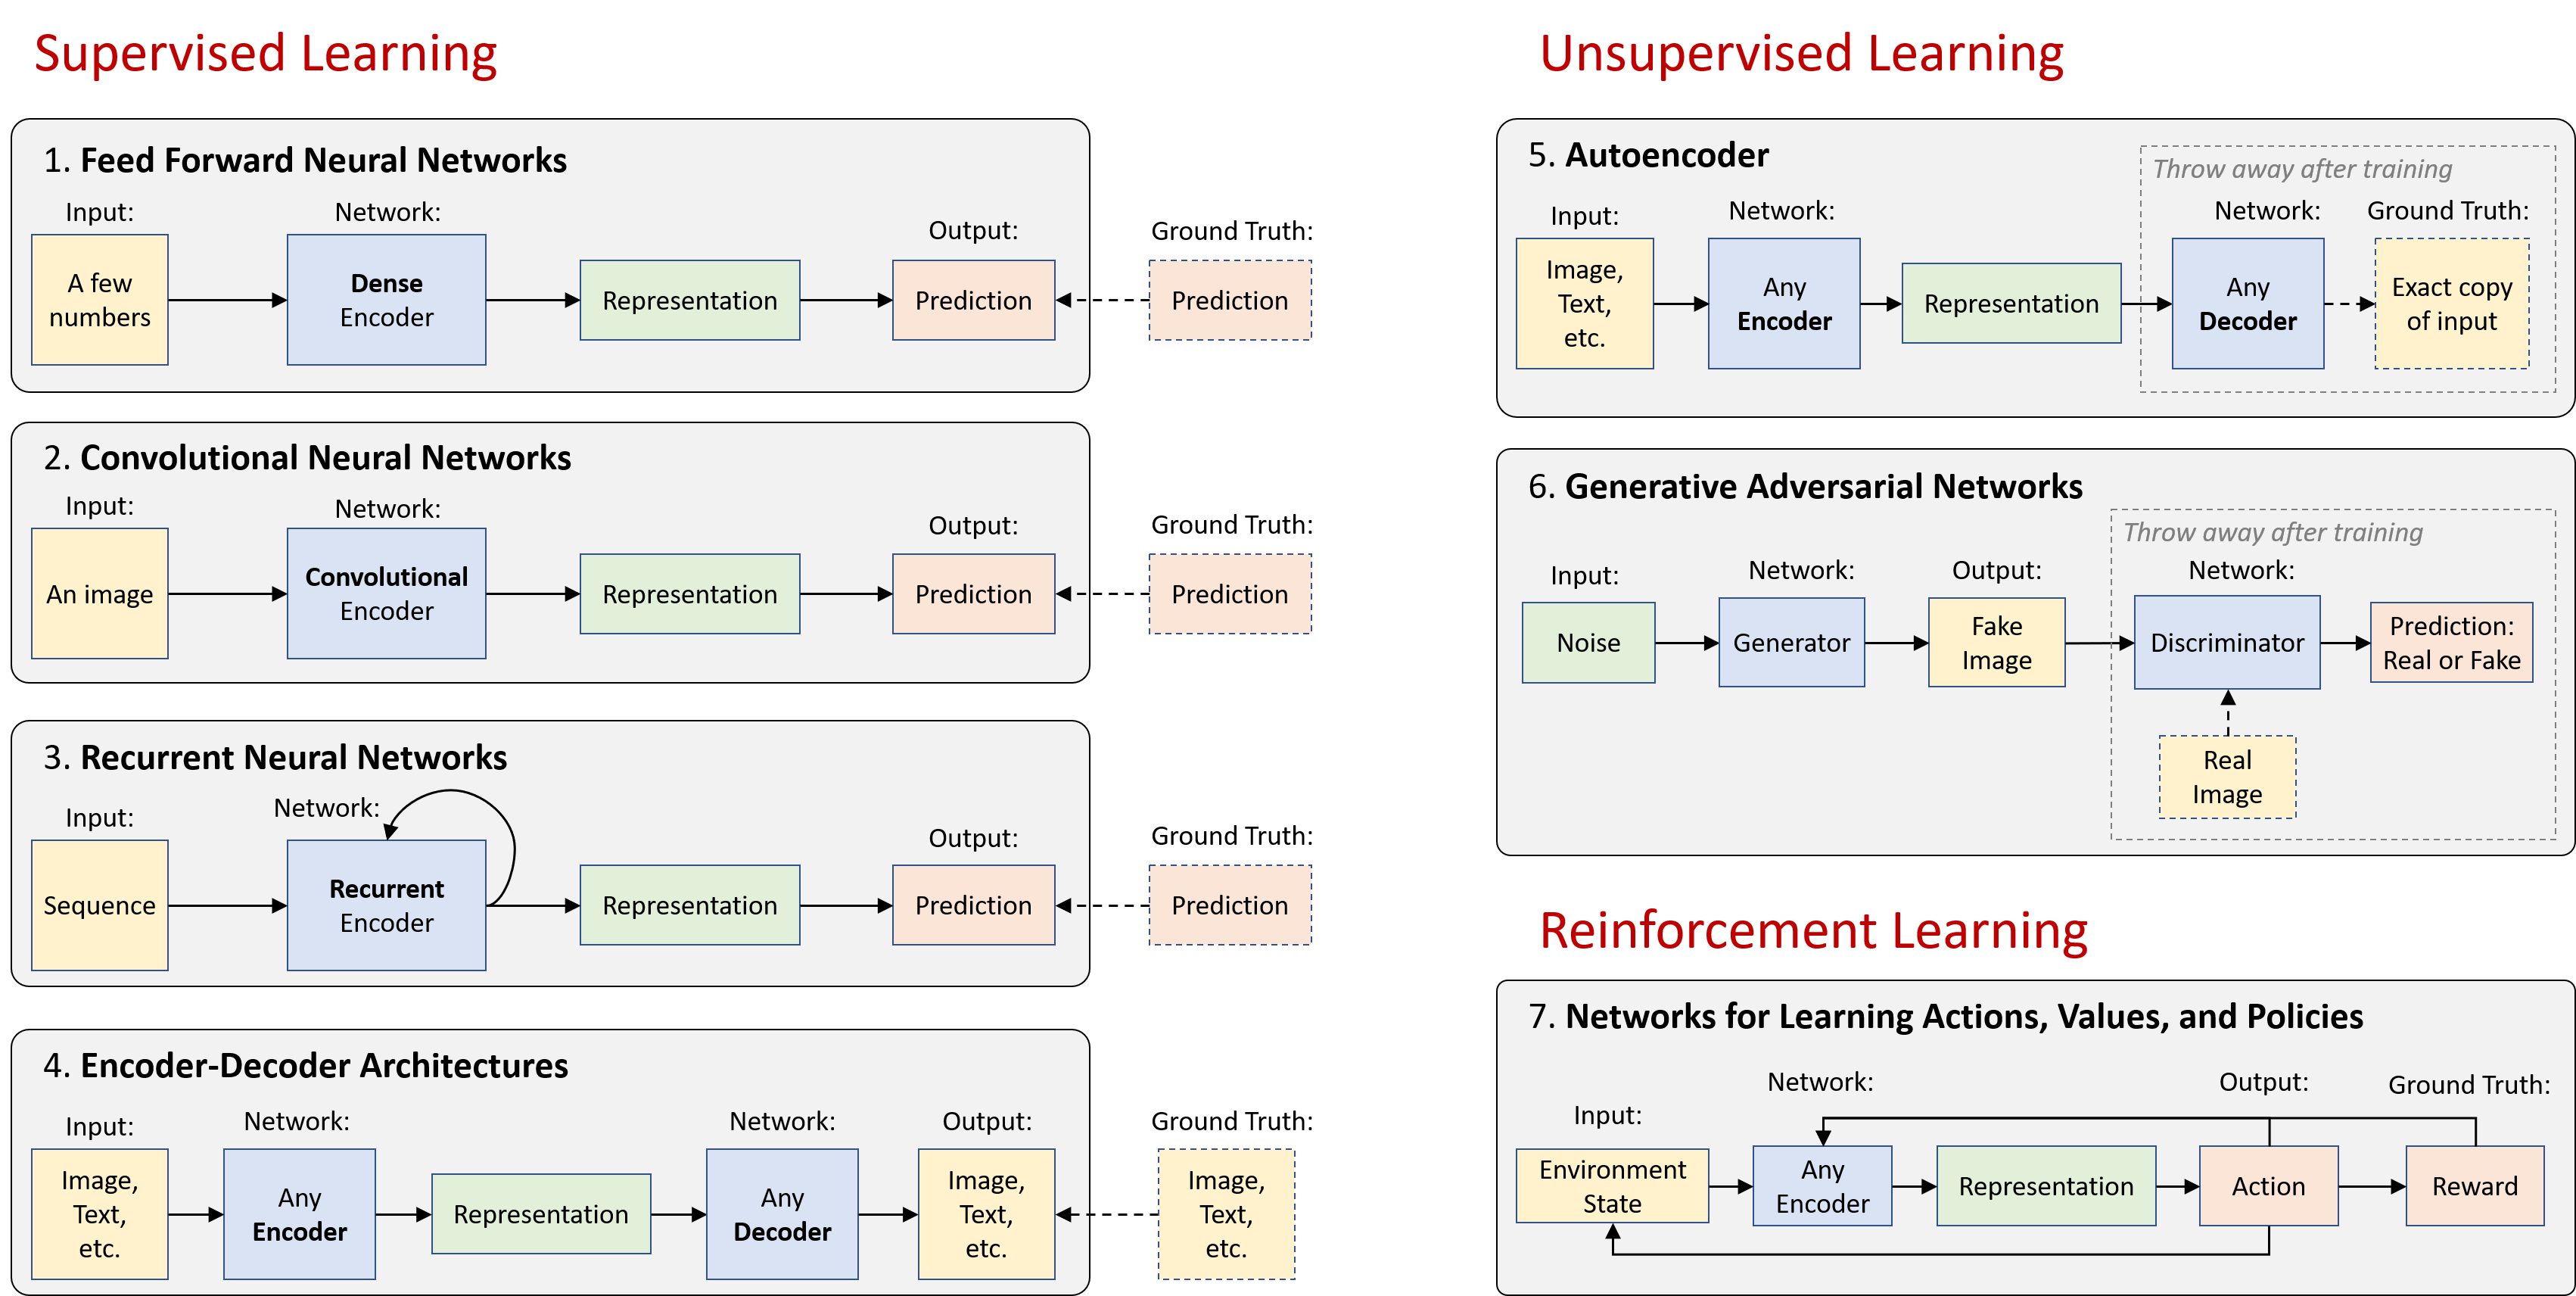 Supervised Learning
1. Feed Forward Neural Networks
Input:
Network:
Output:
Ground Truth:
A few
numbers
Dense
Encoder
Representation
Prediction
Prediction
2. Convolutional Neural Networks
Input:
Network:
Output:
Ground Truth:
An image
Convolutional
Encoder
Representation
Prediction
Prediction
3. Recurrent Neural Networks
Input:
Network:
Output:
Ground Truth:
Sequence
Recurrent
Encoder
Representation
Prediction
Prediction
4. Encoder-Decoder Architectures
Input:
Network:
Network:
Output:
Ground Truth:
Image,
Text,
etc.
Any
Encoder
Representation
Any
Decoder
Image,
Text,
etc.
Image,
Text,
etc.
Unsupervised Learning
5. Autoencoder
Throw away after training
Input:
Network:
Network:
Ground Truth:
Image,
Text,
etc.
Any
Encoder
Representation
Any
Decoder
Exact copy
of input
6. Generative Adversarial Networks
Throw away after training
Input:
Network:
Output:
Network:
Noise
Generator
Fake
Image
Discriminator
Prediction:
Real or Fake
Real
Image
Reinforcement Learning
7. Networks for Learning Actions, Values, and Policies
Input:
Network:
Output:
Ground Truth:
Environment
State
Any
Encoder
Representation
Action
Reward